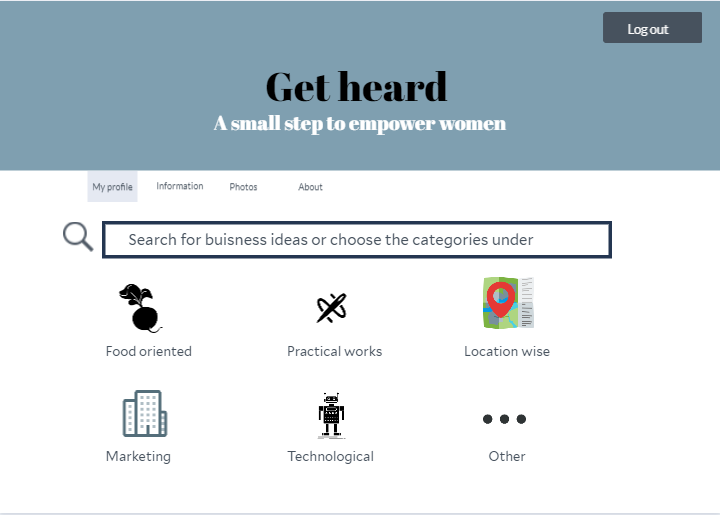 Log out
Get heard
A small step to empower women
My profile Information Photos About
Search for buisness ideas or choose the categories under
Food oriented Practical works Location wise
Marketing Technological Other